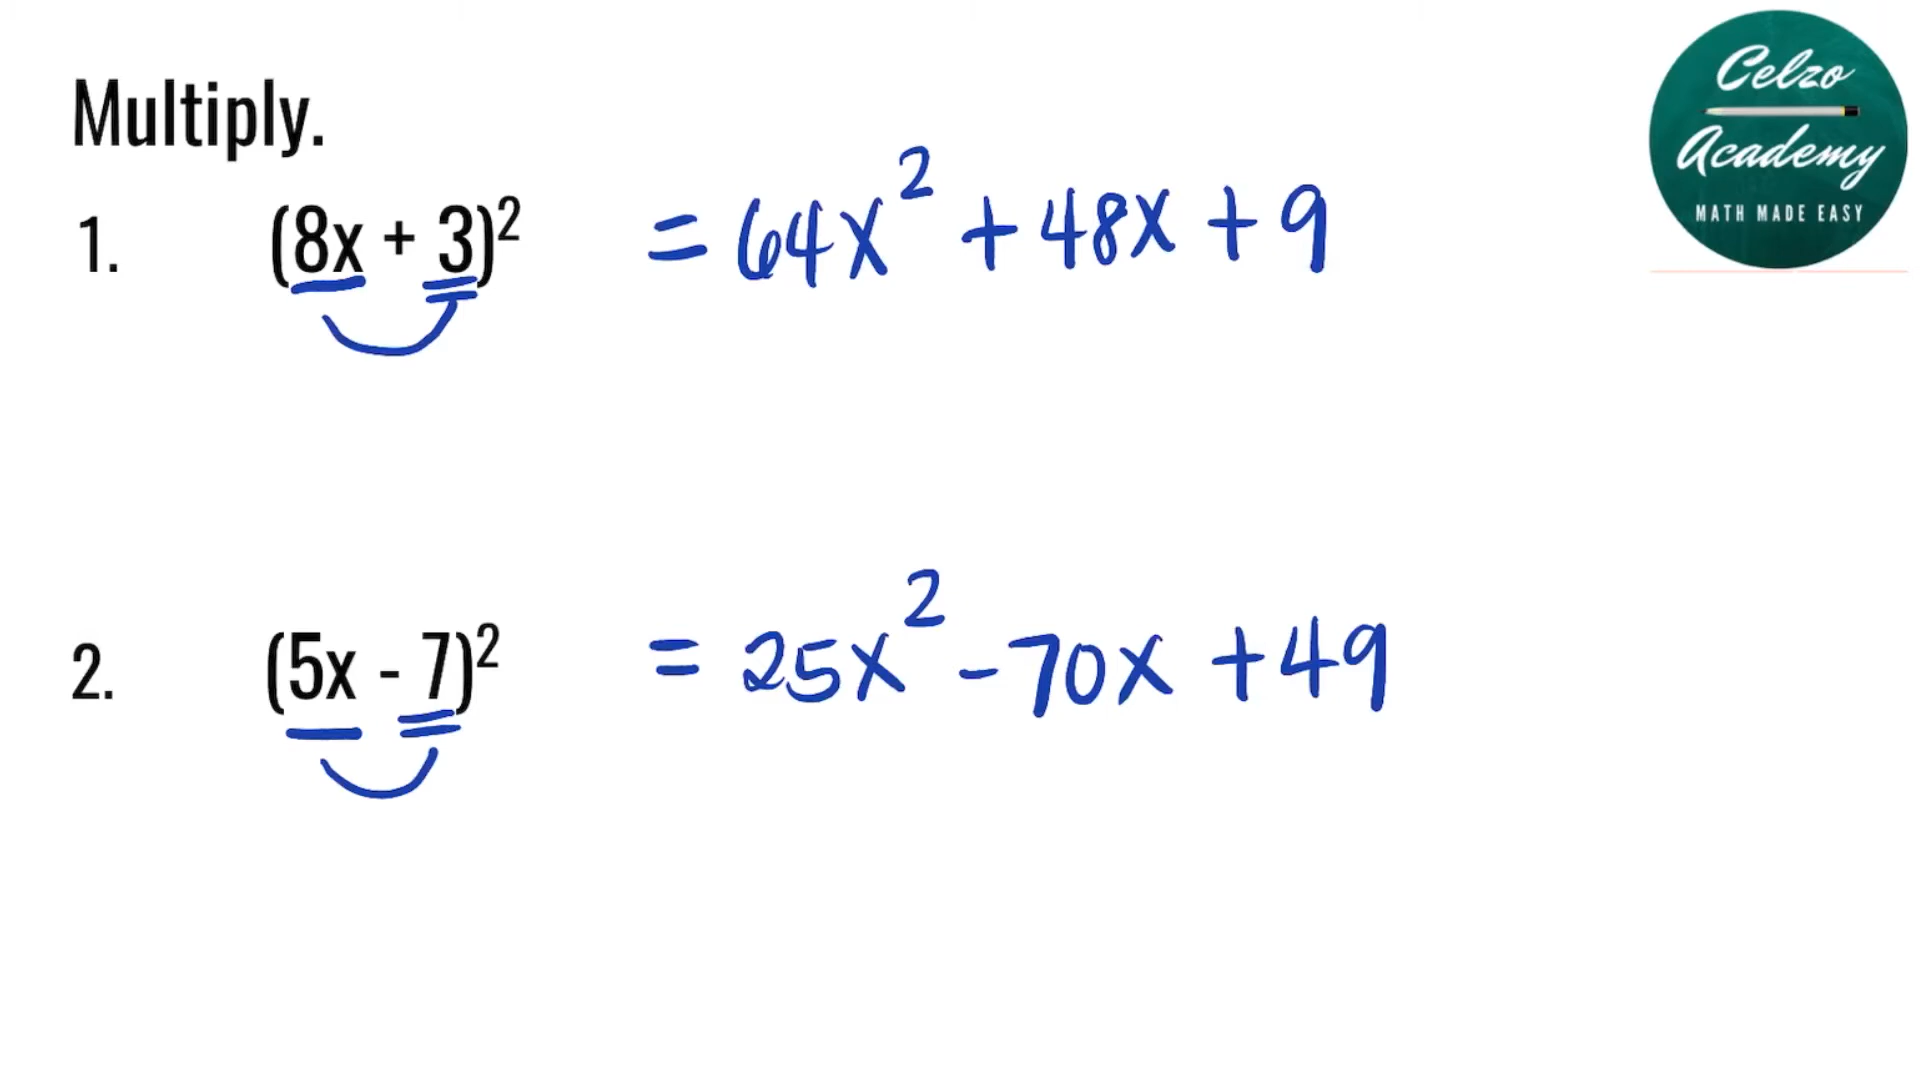 Multiply.
1. (8x + 3)² = 64x² + 48x + 9
2. (5x - 7)² = 25x² - 70x + 49
Celzo
Academy
MATH MADE EASY